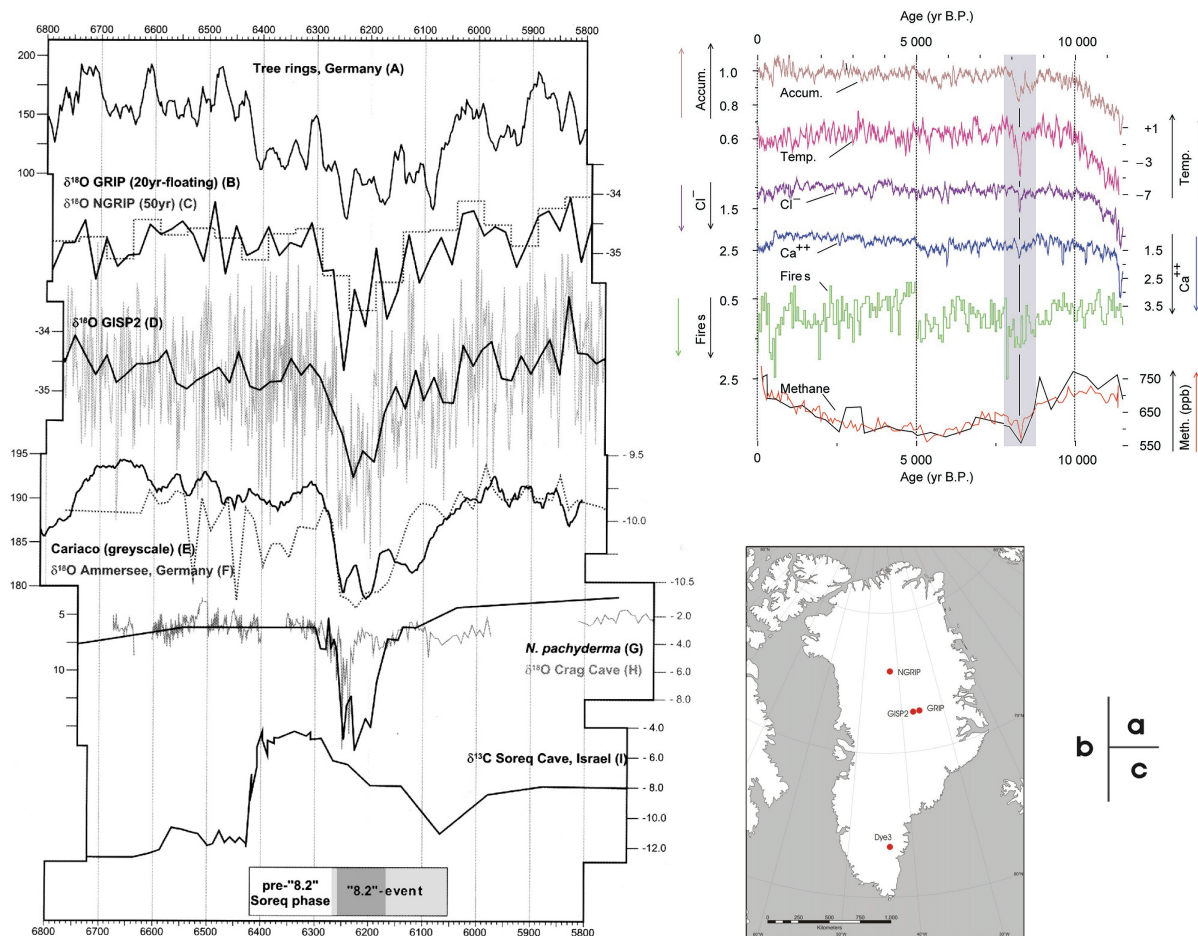 6800 6700 6600 6500 6400 6300 6200 6100 6000 5900 5800
200
150
100
Tree rings, Germany (A)
δ18O GRIP (20yr-floating) (B)
δ18O NGRIP (50yr) (C)
-34
-35
δ18O GISP2 (D)
-34
-35
195
190
185
180
- 9.5
- 10.0
- 10.5
Cariaco (greyscale) (E)
δ18O Ammersee, Germany (F)
5
10
- 2.0
- 4.0
- 6.0
- 8.0
N. pachyderma (G)
δ18O Crag Cave (H)
- 4.0
- 6.0
- 8.0
- 10.0
- 12.0
δ13C Soreq Cave, Israel (I)
pre-"8.2"
Soreq phase
"8.2"-event
6800 6700 6600 6500 6400 6300 6200 6100 6000 5900 5800
Age (yr B.P.)
0 5 000 10 000
Accum.
1.0
0.8
0.6
Accum.
Temp.
+1
−3
−7
Temp.
Cl−
1.5
2.5
Cl−
Ca++
1.5
2.5
3.5
Ca++
Fires
Fires
0.5
2.5
Methane
750
650
550
Meth. (ppb)
0 5 000 10 000
Age (yr B.P.)
NGRIP
GISP2
GRIP
Dye3
0 250 500 750 1,000
Kilometers
b
a
c